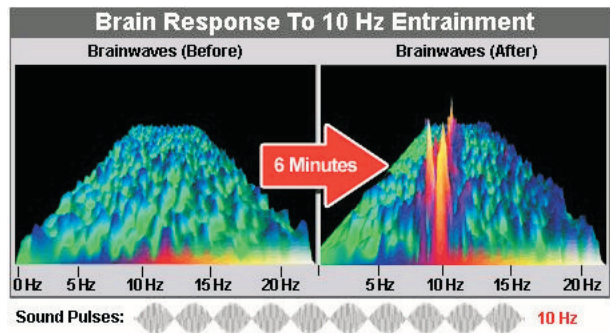 Brain Response To 10 Hz Entrainment
Brainwaves (Before)
Brainwaves (After)
6 Minutes
0 Hz 5 Hz 10 Hz 15 Hz 20 Hz
5 Hz 10 Hz 15 Hz 20 Hz
Sound Pulses: 10 Hz